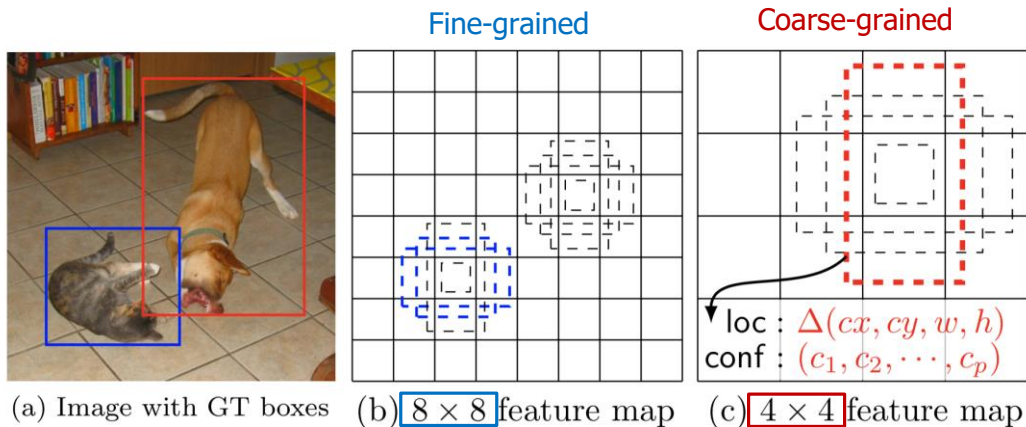 Fine-grained
Coarse-grained
loc : Δ(cx, cy, w, h)
conf : (c₁, c₂, ⋯, cₚ)
(a) Image with GT boxes
(b) 8 × 8 feature map
(c) 4 × 4 feature map